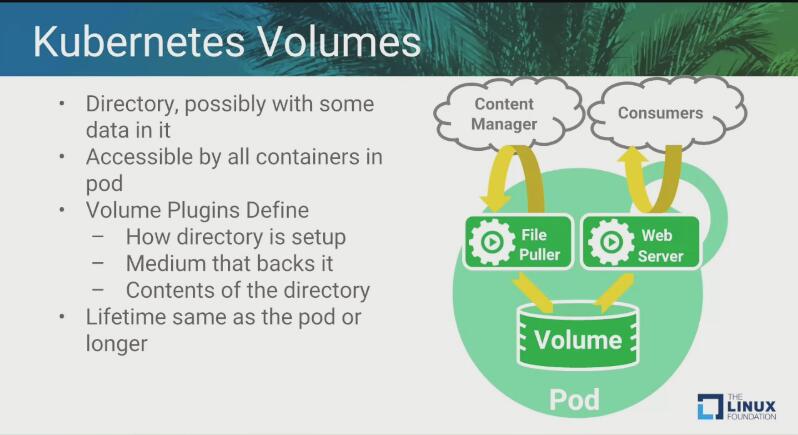 Kubernetes Volumes
• Directory, possibly with some
data in it
• Accessible by all containers in
pod
• Volume Plugins Define
– How directory is setup
– Medium that backs it
– Contents of the directory
• Lifetime same as the pod or
longer
Content
Manager
Consumers
File
Puller
Web
Server
Volume
Pod
THE
LINUX
FOUNDATION